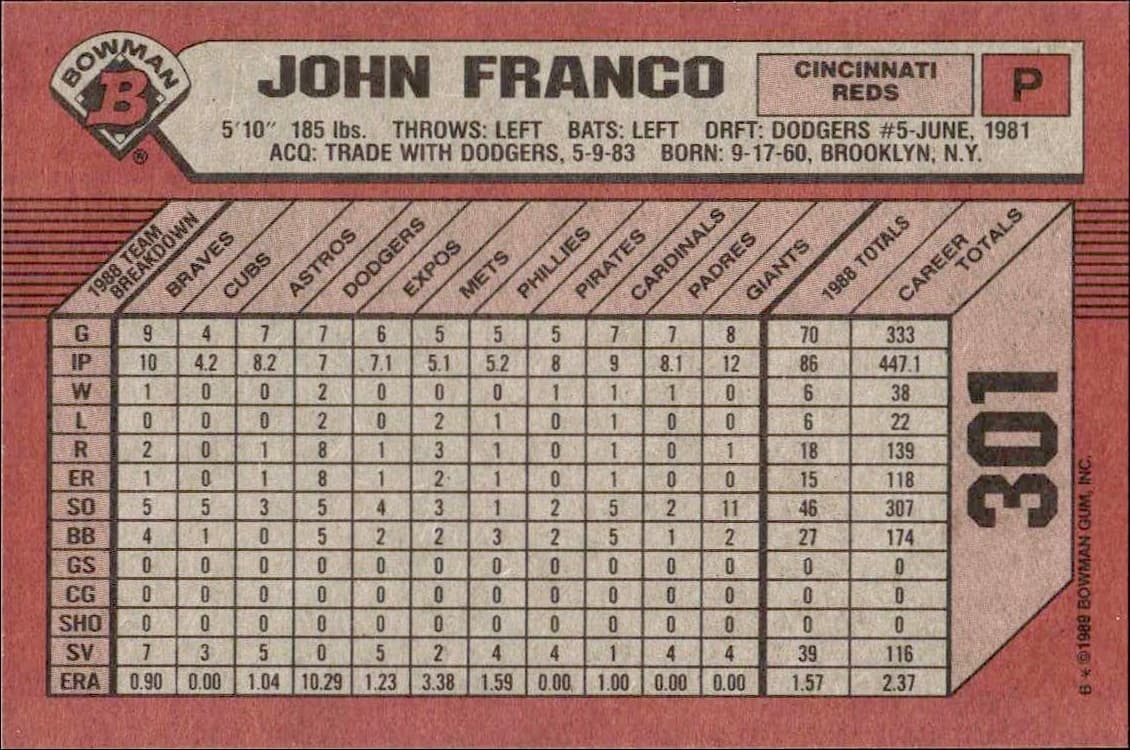 BOWMAN
B
®
JOHN FRANCO
CINCINNATI
REDS
P
5'10" 185 lbs. THROWS: LEFT BATS: LEFT DRFT: DODGERS #5-JUNE, 1981
ACQ: TRADE WITH DODGERS, 5-9-83 BORN: 9-17-60, BROOKLYN, N.Y.
1988 TEAM
BREAKDOWN
BRAVES CUBS ASTROS DODGERS EXPOS METS PHILLIES PIRATES CARDINALS PADRES GIANTS 1988 TOTALS CAREER TOTALS
G 9 4 7 7 6 5 5 5 7 7 8 70 333
IP 10 4.2 8.2 7 7.1 5.1 5.2 8 9 8.1 12 86 447.1
W 1 0 0 2 0 0 0 1 1 1 0 6 38
L 0 0 0 2 0 2 1 0 1 0 0 6 22
R 2 0 1 8 1 3 1 0 1 0 1 18 139
ER 1 0 1 8 1 2 1 0 1 0 0 15 118
SO 5 5 3 5 4 3 1 2 5 2 11 46 307
BB 4 1 0 5 2 2 3 2 5 1 2 27 174
GS 0 0 0 0 0 0 0 0 0 0 0 0 0
CG 0 0 0 0 0 0 0 0 0 0 0 0 0
SHO 0 0 0 0 0 0 0 0 0 0 0 0 0
SV 7 3 5 0 5 2 4 4 1 4 4 39 116
ERA 0.90 0.00 1.04 10.29 1.23 3.38 1.59 0.00 1.00 0.00 0.00 1.57 2.37
301
B * ©1989 BOWMAN GUM, INC.